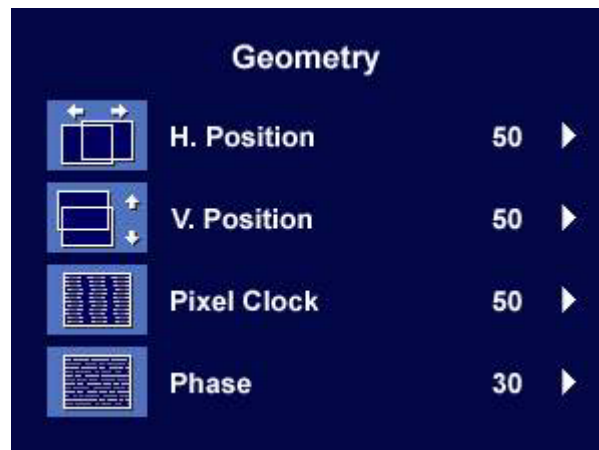 Geometry
H. Position 50
V. Position 50
Pixel Clock 50
Phase 30